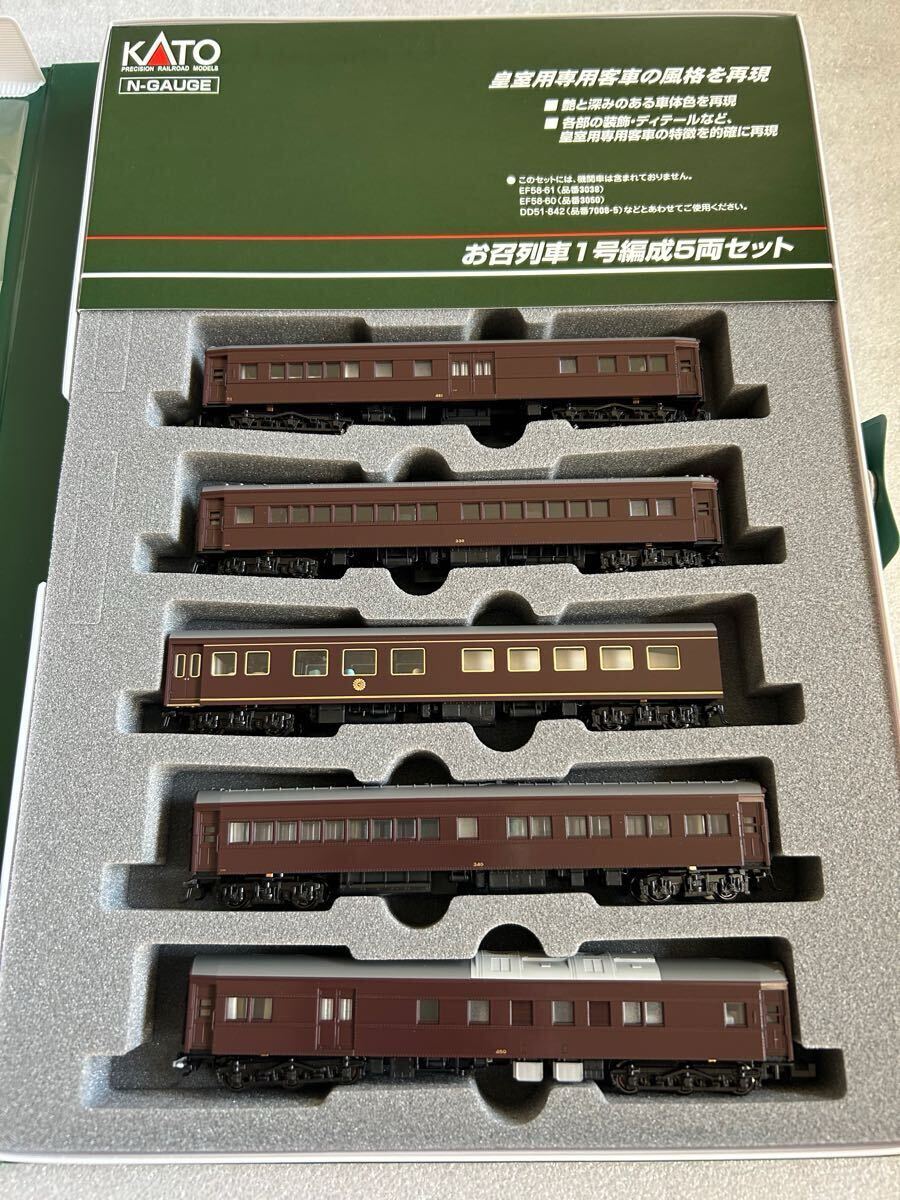 KATO
PRECISION RAILROAD MODELS
N-GAUGE
皇室用専用客車の風格を再現
■ 艶と深みのある車体色を再現
■ 各部の装飾・ディテールなど、
皇室用専用客車の特徴を的確に再現
● このセットには、機関車は含まれておりません。
EF58-61（品番3038）
EF58-60（品番3050）
DD51-842（品番7008-5）などとあわせてご使用ください。
お召列車1号編成5両セット
461
330
340
460